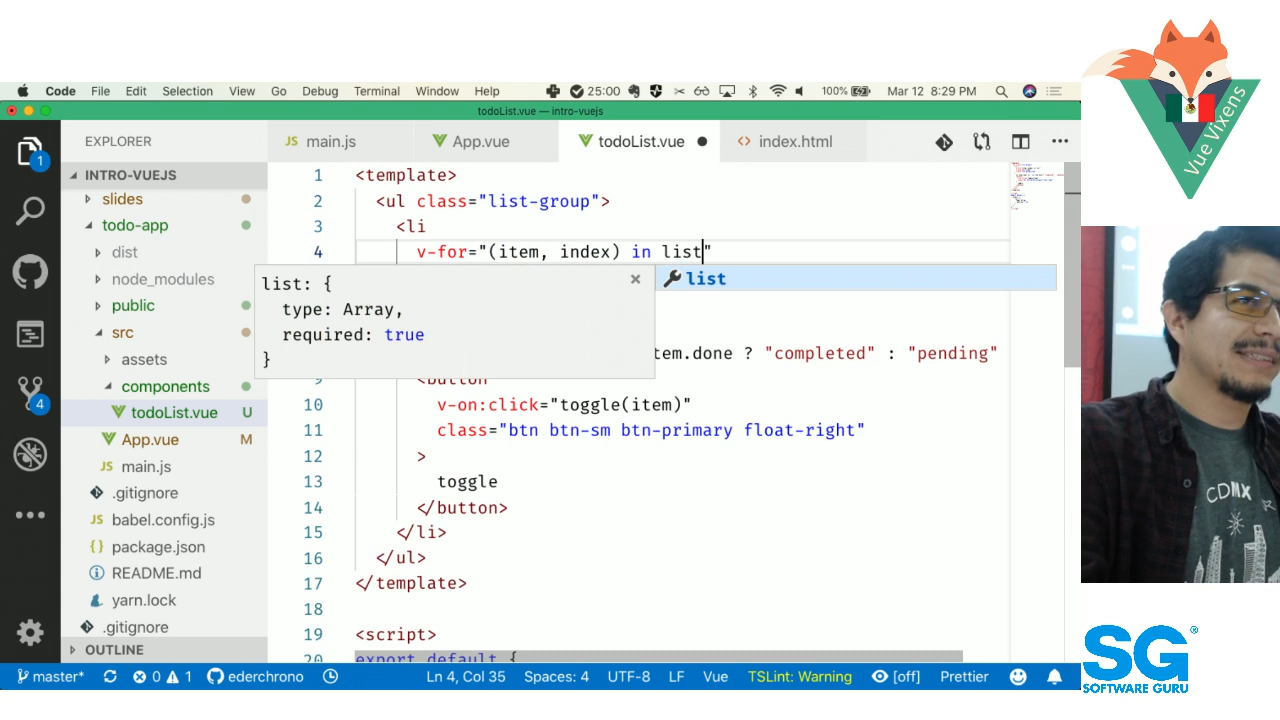 Code File Edit Selection View Go Debug Terminal Window Help 25:00 100% Mar 12 8:29 PM
todoList.vue — intro-vuejs
EXPLORER
JS main.js
App.vue
todoList.vue
<> index.html
1
INTRO-VUEJS
slides
todo-app
dist
node_modules
public
src
assets
components
todoList.vue U
App.vue M
JS main.js
.gitignore
JS babel.config.js
{} package.json
README.md
yarn.lock
.gitignore
OUTLINE
4
1 <template>
2 <ul class="list-group">
3 <li
4 v-for="(item, index) in list"
list
list: {
type: Array,
required: true
}
tem.done ? "completed" : "pending"
<button
10 v-on:click="toggle(item)"
11 class="btn btn-sm btn-primary float-right"
12 >
13 toggle
14 </button>
15 </li>
16 </ul>
17 </template>
18
19 <script>
20 export default {
master* 0 1 ederchrono Ln 4, Col 35 Spaces: 4 UTF-8 LF Vue TSLint: Warning [off] Prettier
Vue Vixens
CDMX
SG®
SOFTWARE GURU